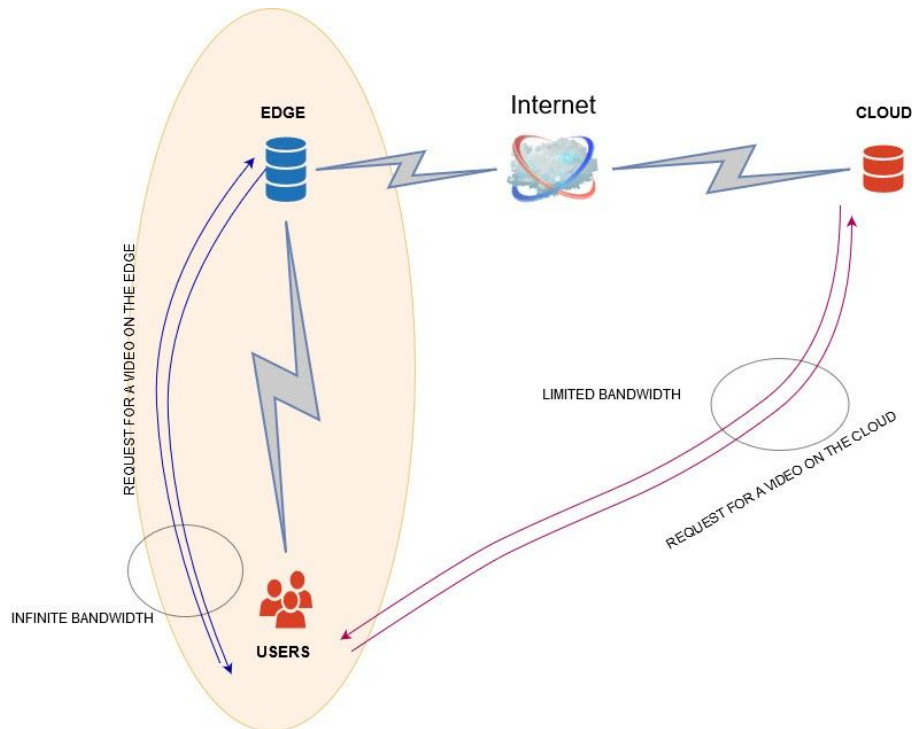 EDGE
Internet
CLOUD
REQUEST FOR A VIDEO ON THE EDGE
LIMITED BANDWIDTH
REQUEST FOR A VIDEO ON THE CLOUD
INFINITE BANDWIDTH
USERS